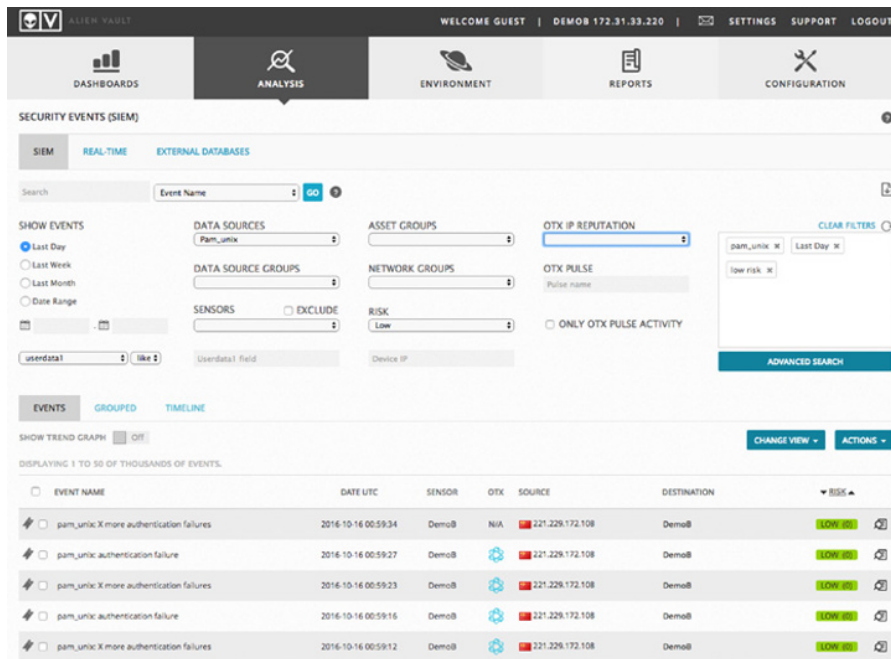 ALIEN VAULT
WELCOME GUEST | DEMOB 172.31.33.220 | SETTINGS SUPPORT LOGOUT
DASHBOARDS ANALYSIS ENVIRONMENT REPORTS CONFIGURATION
SECURITY EVENTS (SIEM)
SIEM REAL-TIME EXTERNAL DATABASES
Search Event Name GO
SHOW EVENTS DATA SOURCES ASSET GROUPS OTX IP REPUTATION CLEAR FILTERS
Last Day Pam_unix pam_unix Last Day
Last Week DATA SOURCE GROUPS NETWORK GROUPS OTX PULSE low risk
Last Month Pulse name
Date Range SENSORS EXCLUDE RISK
Low ONLY OTX PULSE ACTIVITY
userdata1 like Userdata1 field Device IP ADVANCED SEARCH
EVENTS GROUPED TIMELINE
SHOW TREND GRAPH Off CHANGE VIEW ACTIONS
DISPLAYING 1 TO 50 OF THOUSANDS OF EVENTS.
EVENT NAME DATE UTC SENSOR OTX SOURCE DESTINATION RISK
pam_unix: X more authentication failures 2016-10-16 00:59:34 DemoB N/A 221.229.172.108 DemoB LOW (0)
pam_unix: authentication failure 2016-10-16 00:59:27 DemoB 221.229.172.108 DemoB LOW (0)
pam_unix: X more authentication failures 2016-10-16 00:59:23 DemoB 221.229.172.108 DemoB LOW (0)
pam_unix: authentication failure 2016-10-16 00:59:16 DemoB 221.229.172.108 DemoB LOW (0)
pam_unix: X more authentication failures 2016-10-16 00:59:12 DemoB 221.229.172.108 DemoB LOW (0)